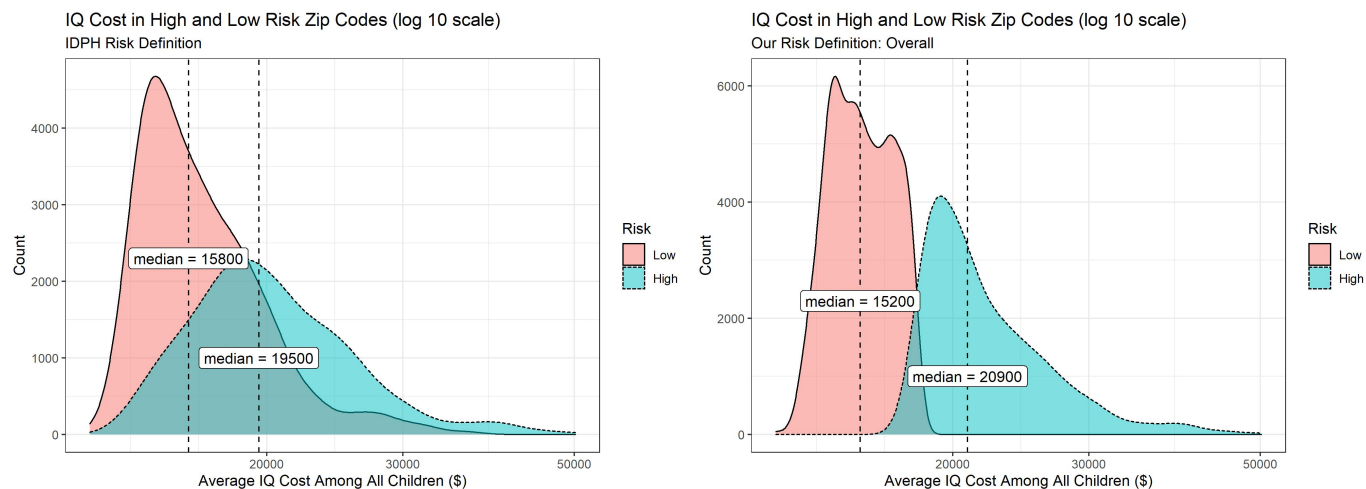 IQ Cost in High and Low Risk Zip Codes (log 10 scale)
IDPH Risk Definition
Count
4000
3000
2000
1000
0
median = 15800
median = 19500
20000
30000
50000
Average IQ Cost Among All Children ($)
Risk
Low
High
IQ Cost in High and Low Risk Zip Codes (log 10 scale)
Our Risk Definition: Overall
Count
6000
4000
2000
0
median = 15200
median = 20900
20000
30000
50000
Average IQ Cost Among All Children ($)
Risk
Low
High